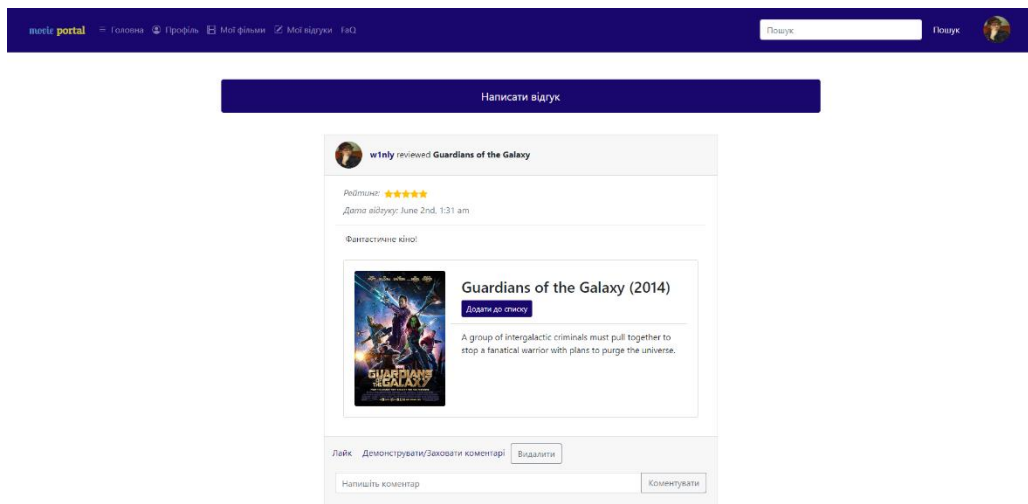 movie portal Головна Профіль Мої фільми Мої відгуки FaQ Пошук Пошук
Написати відгук
w1nly reviewed Guardians of the Galaxy
Рейтинг:
Дата відгуку: June 2nd, 1:31 am
Фантастичне кіно!
Guardians of the Galaxy (2014)
Додати до списку
A group of intergalactic criminals must pull together to
stop a fanatical warrior with plans to purge the universe.
MARVEL
GUARDIANS
OF THE
GALAXY
Лайк Демонструвати/Заховати коментарі Видалити
Напишіть коментар Коментувати